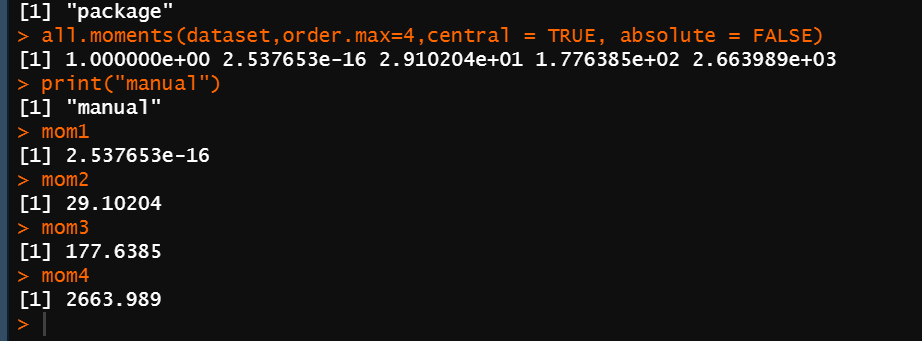 [1] "package"
> all.moments(dataset,order.max=4,central = TRUE, absolute = FALSE)
[1] 1.000000e+00 2.537653e-16 2.910204e+01 1.776385e+02 2.663989e+03
> print("manual")
[1] "manual"
> mom1
[1] 2.537653e-16
> mom2
[1] 29.10204
> mom3
[1] 177.6385
> mom4
[1] 2663.989
>